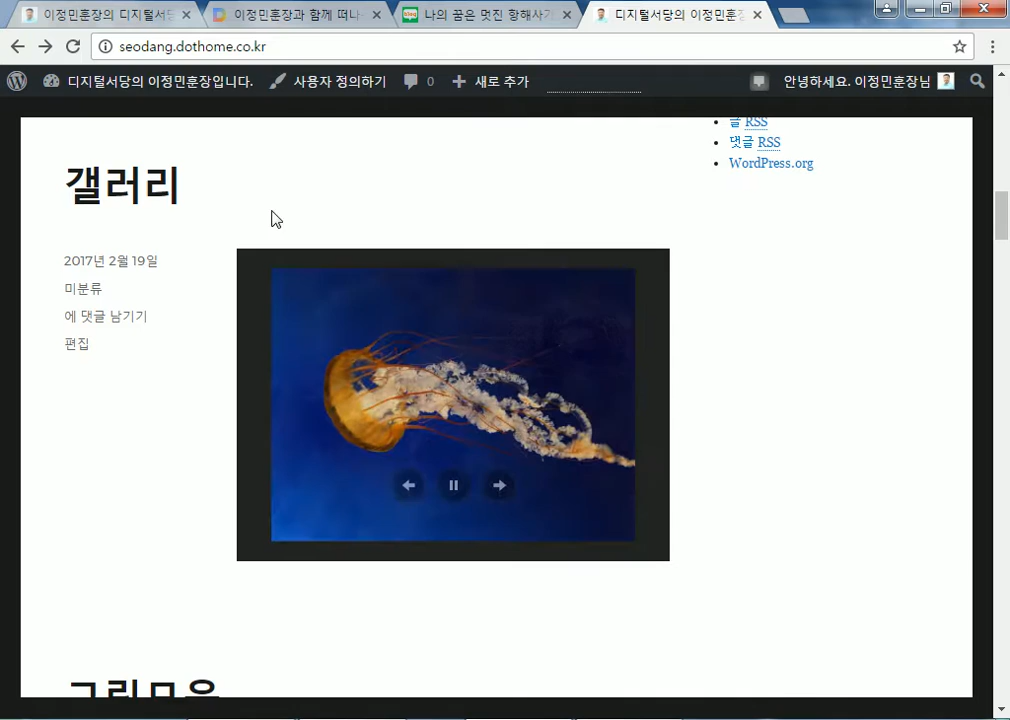 이정민훈장의 디지털서당
이정민훈장과 함께 떠나
나의 꿈은 멋진 항해사
디지털서당의 이정민훈장
seodang.dothome.co.kr
디지털서당의 이정민훈장입니다. 사용자 정의하기 0 새로 추가 안녕하세요. 이정민훈장님
글 RSS
댓글 RSS
WordPress.org
갤러리
2017년 2월 19일
미분류
에 댓글 남기기
편집
그림모음